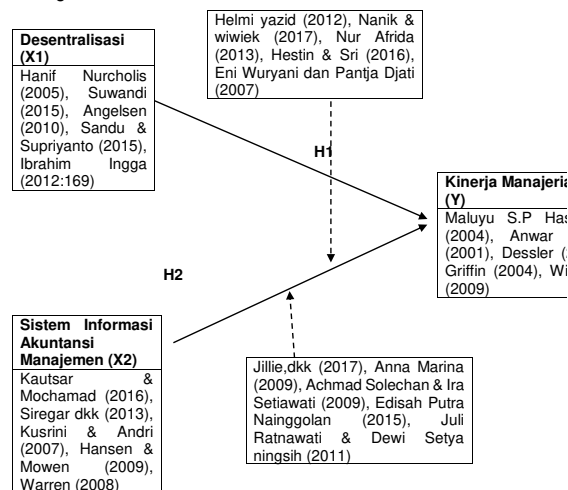 Helmi yazid (2012), Nanik &
wiwiek (2017), Nur Afrida
(2013), Hestin & Sri (2016),
Eni Wuryani dan Pantja Djati
(2007)
Desentralisasi
(X1)
Hanif Nurcholis
(2005), Suwandi
(2015), Angelsen
(2010), Sandu &
Supriyanto (2015),
Ibrahim Ingga
(2012:169)
H1
Kinerja
(Y)
Maluyu S.P
(2004), Anwar
(2001), Dessler
Griffin (2004),
(2009)
H2
Sistem Informasi
Akuntansi
Manajemen (X2)
Kautsar &
Mochamad (2016),
Siregar dkk (2013),
Kusrini & Andri
(2007), Hansen &
Mowen (2009),
Warren (2008)
Jillie,dkk (2017), Anna Marina
(2009), Achmad Solechan & Ira
Setiawati (2009), Edisah Putra
Nainggolan (2015), Juli
Ratnawati & Dewi Setya
ningsih (2011)